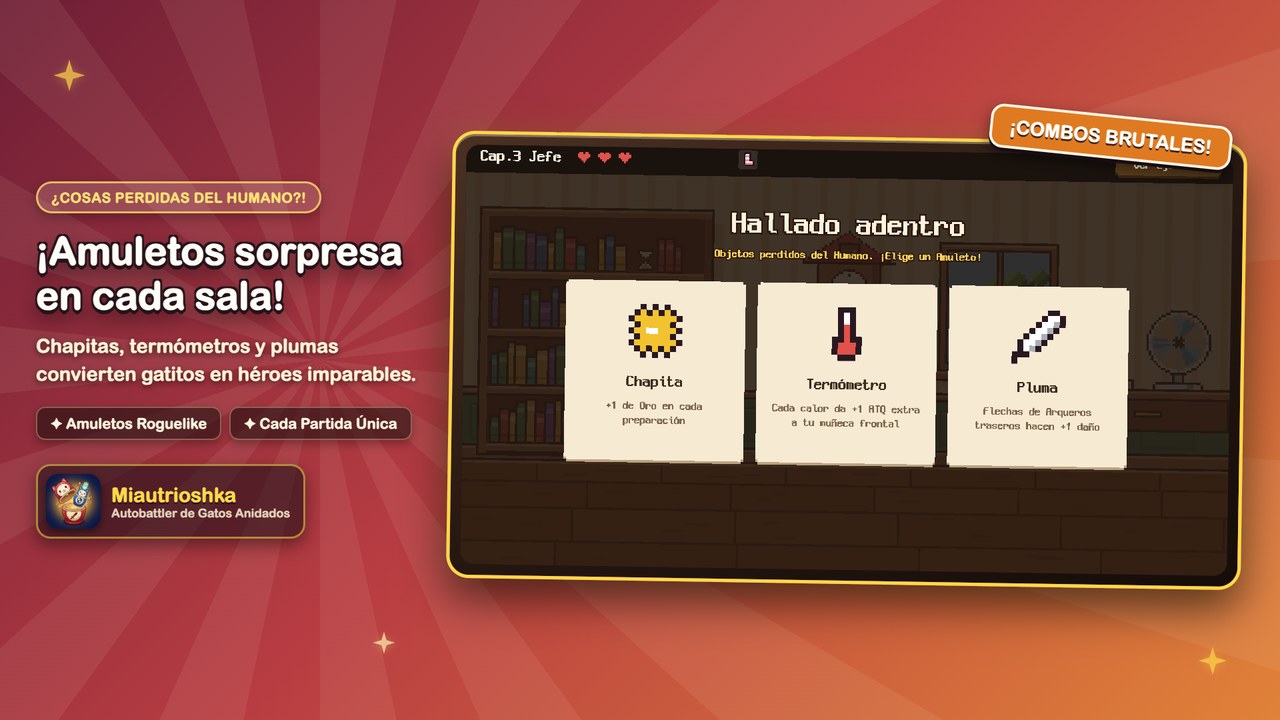 ¿COSAS PERDIDAS DEL HUMANO?!
¡Amuletos sorpresa
en cada sala!
Chapitas, termómetros y plumas
convierten gatitos en héroes imparables.
✦ Amuletos Roguelike
✦ Cada Partida Única
Miautrioshka
Autobattler de Gatos Anidados
¡COMBOS BRUTALES!
Cap.3 Jefe
Hallado adentro
Objetos perdidos del Humano. ¡Elige un Amuleto!
Chapita
+1 de Oro en cada
preparación
Termómetro
Cada calor da +1 ATQ extra
a tu muñeca frontal
Pluma
Flechas de Arqueros
traseros hacen +1 daño